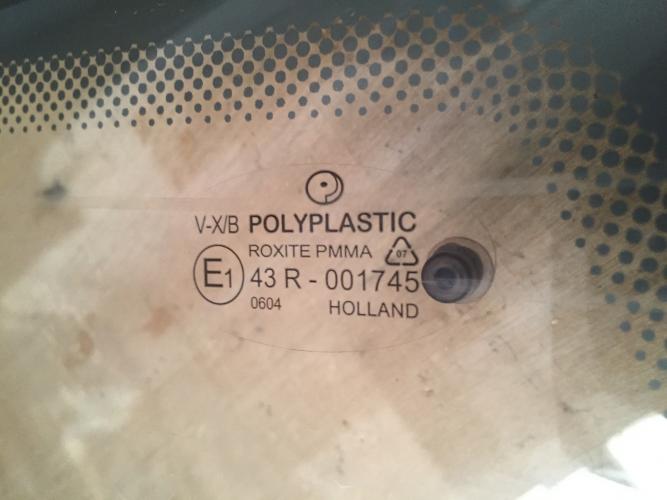 V-X/B POLYPLASTIC
ROXITE PMMA 07
E1 43 R - 001745
0604 HOLLAND